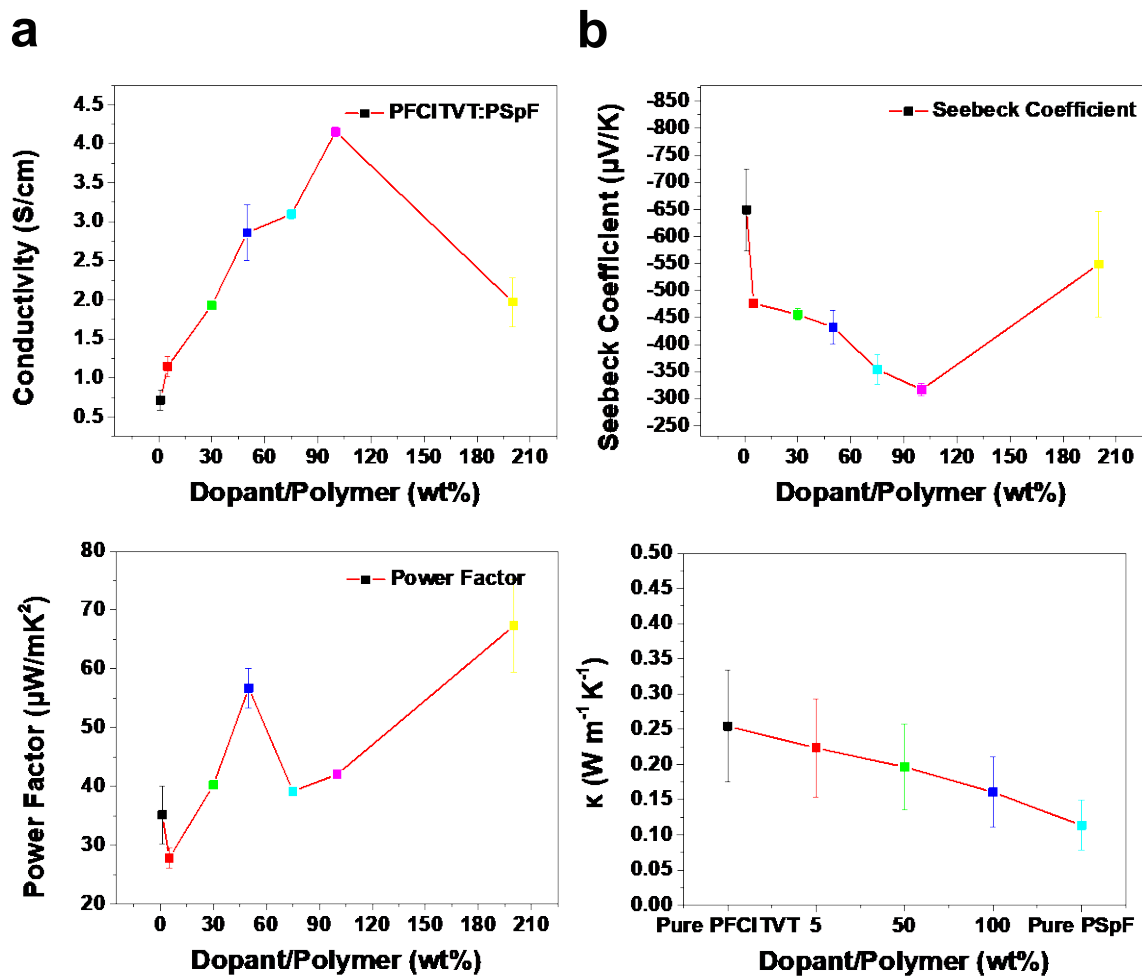 a
b
4.5
4.0
3.5
3.0
2.5
2.0
1.5
1.0
0.5
Conductivity (S/cm)
PFClTVT:PSpF
0 30 60 90 120 150 180 210
Dopant/Polymer (wt%)
-850
-800
-750
-700
-650
-600
-550
-500
-450
-400
-350
-300
-250
Seebeck Coefficient (μV/K)
Seebeck Coefficient
0 30 60 90 120 150 180 210
Dopant/Polymer (wt%)
80
70
60
50
40
30
20
Power Factor (μW/mK²)
Power Factor
0 30 60 90 120 150 180 210
Dopant/Polymer (wt%)
0.50
0.45
0.40
0.35
0.30
0.25
0.20
0.15
0.10
0.05
0.00
κ (W m⁻¹ K⁻¹)
Pure PFClTVT 5 50 100 Pure PSpF
Dopant/Polymer (wt%)